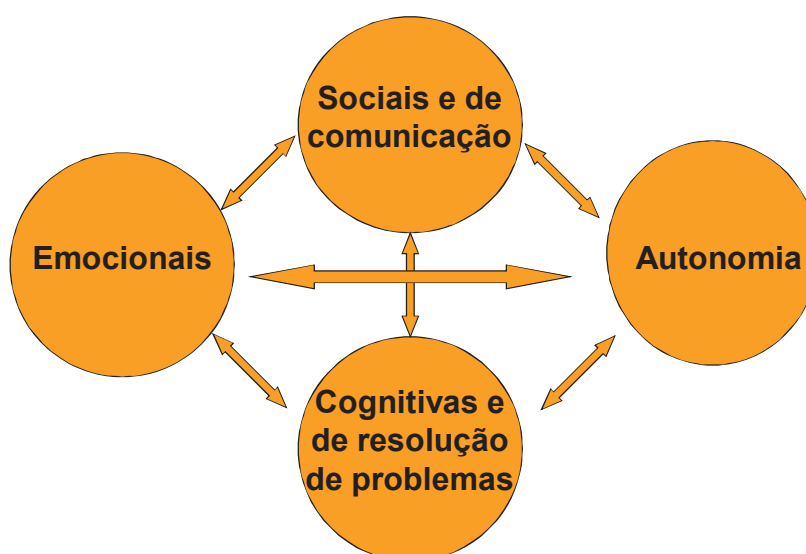 Sociais e de
comunicação
Emocionais
Autonomia
Cognitivas e
de resolução
de problemas